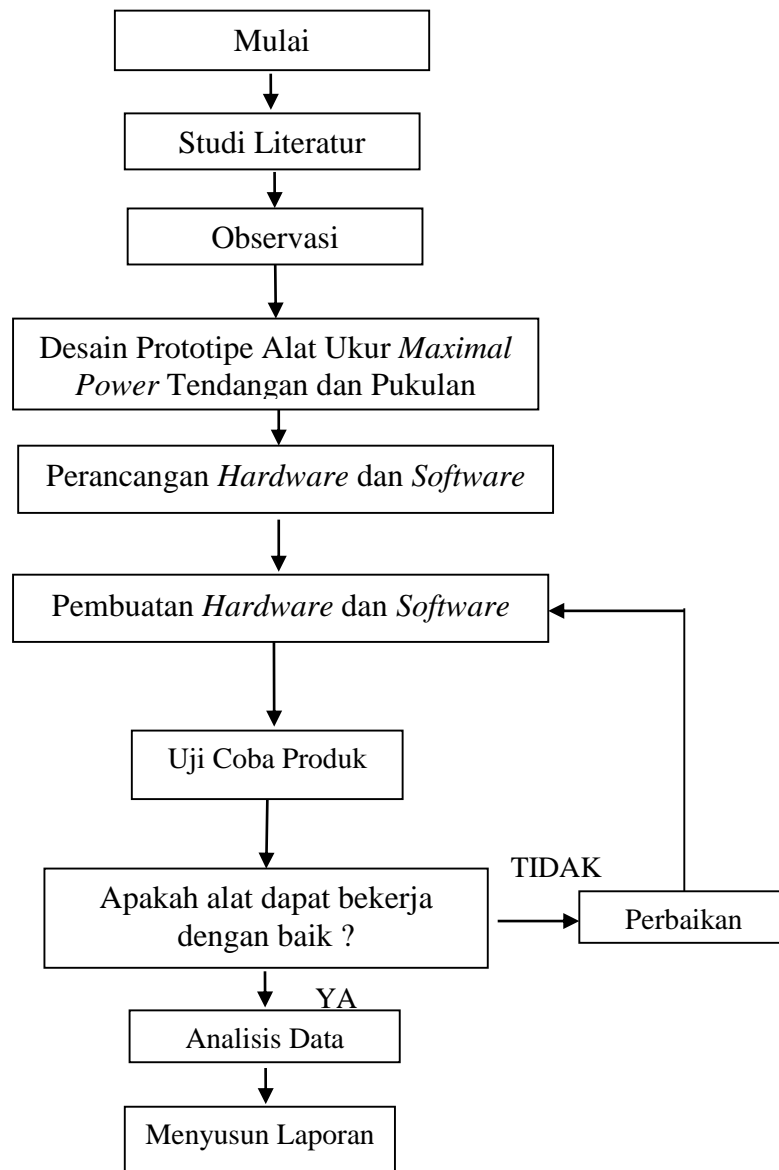 Mulai
Studi Literatur
Observasi
Desain Prototipe Alat Ukur Maximal
Power Tendangan dan Pukulan
Perancangan Hardware dan Software
Pembuatan Hardware dan Software
Uji Coba Produk
TIDAK
Apakah alat dapat bekerja
dengan baik ?
Perbaikan
YA
Analisis Data
Menyusun Laporan